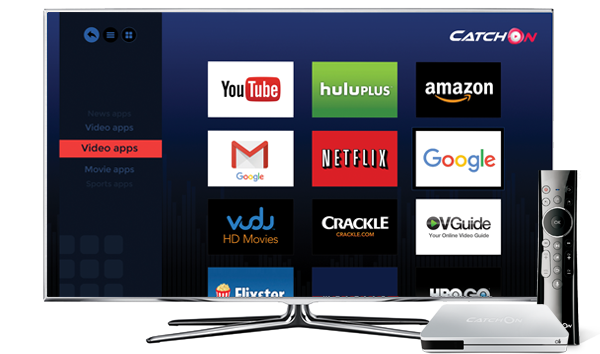 CATCHON
News apps
Video apps
Video apps
Movie apps
Sports apps
YouTube
huluPLUS
amazon
Google
NETFLIX
Google
vudu
HD Movies
CRACKLE
CRACKLE.COM
OVGuide
Your Online Video Guide
Flixster
HBO GO
CATCHON